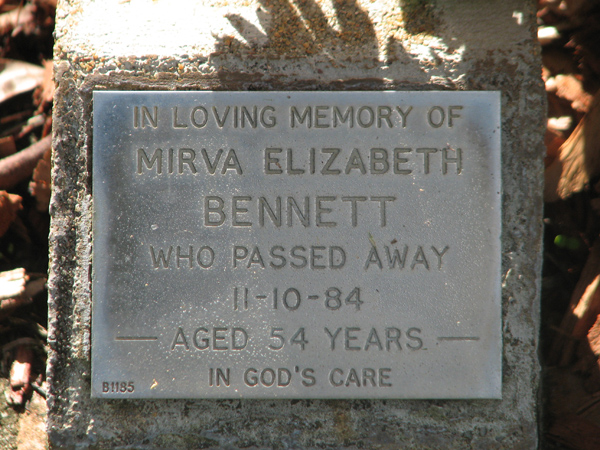 IN LOVING MEMORY OF
MIRVA ELIZABETH
BENNETT
WHO PASSED AWAY
11-10-84
— AGED 54 YEARS —
IN GOD'S CARE
B1185